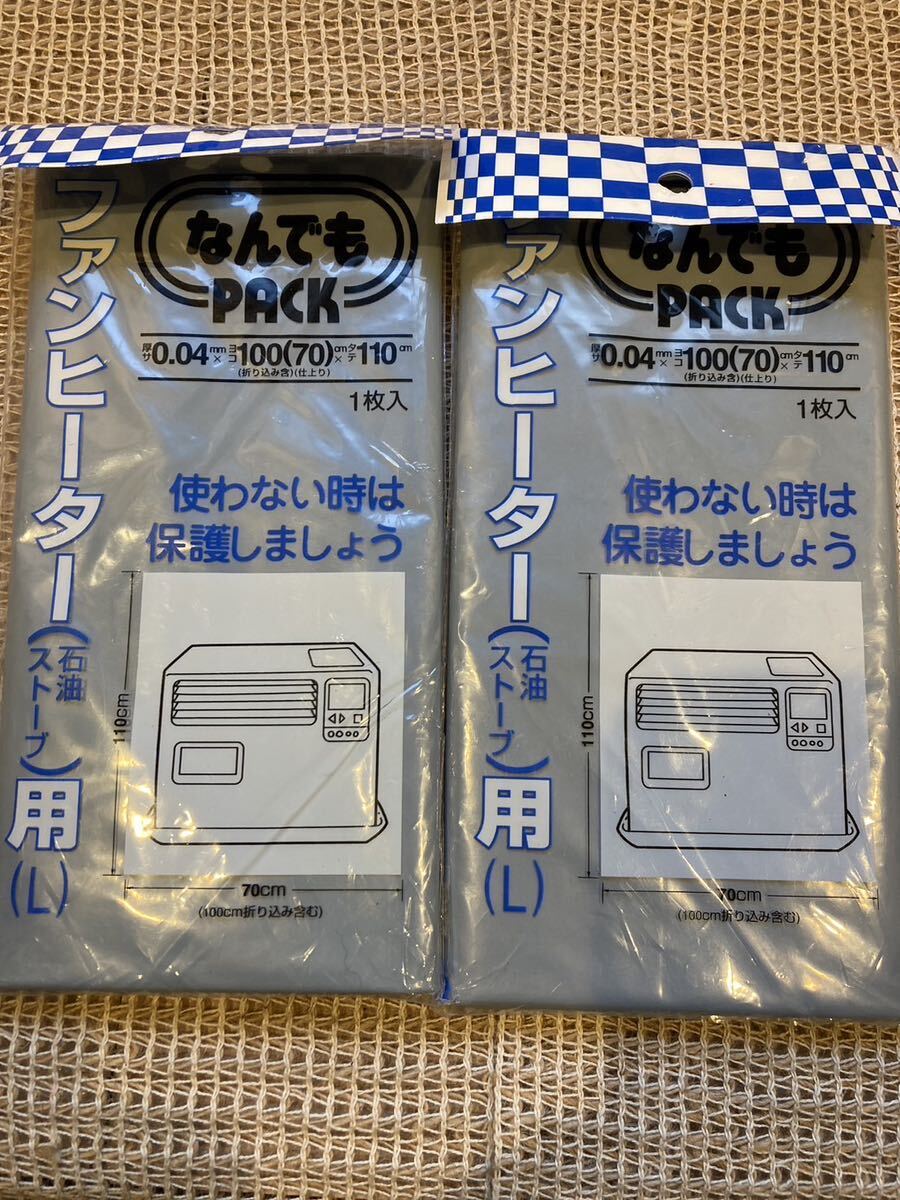 ファンヒーター(石油ストーブ)用(L)
なんでも
PACK
厚サ0.04mm×ヨコ100(70)cm×タテ110cm
(折り込み含)(仕上り)
1枚入
使わない時は
保護しましょう
110cm
70cm
(100cm折り込み含む)
ァンヒーター(石油ストーブ)用(L)
なんでも
PACK
厚サ0.04mm×ヨコ100(70)cm×タテ110cm
(折り込み含)(仕上り)
1枚入
使わない時は
保護しましょう
110cm
70cm
(100cm折り込み含む)